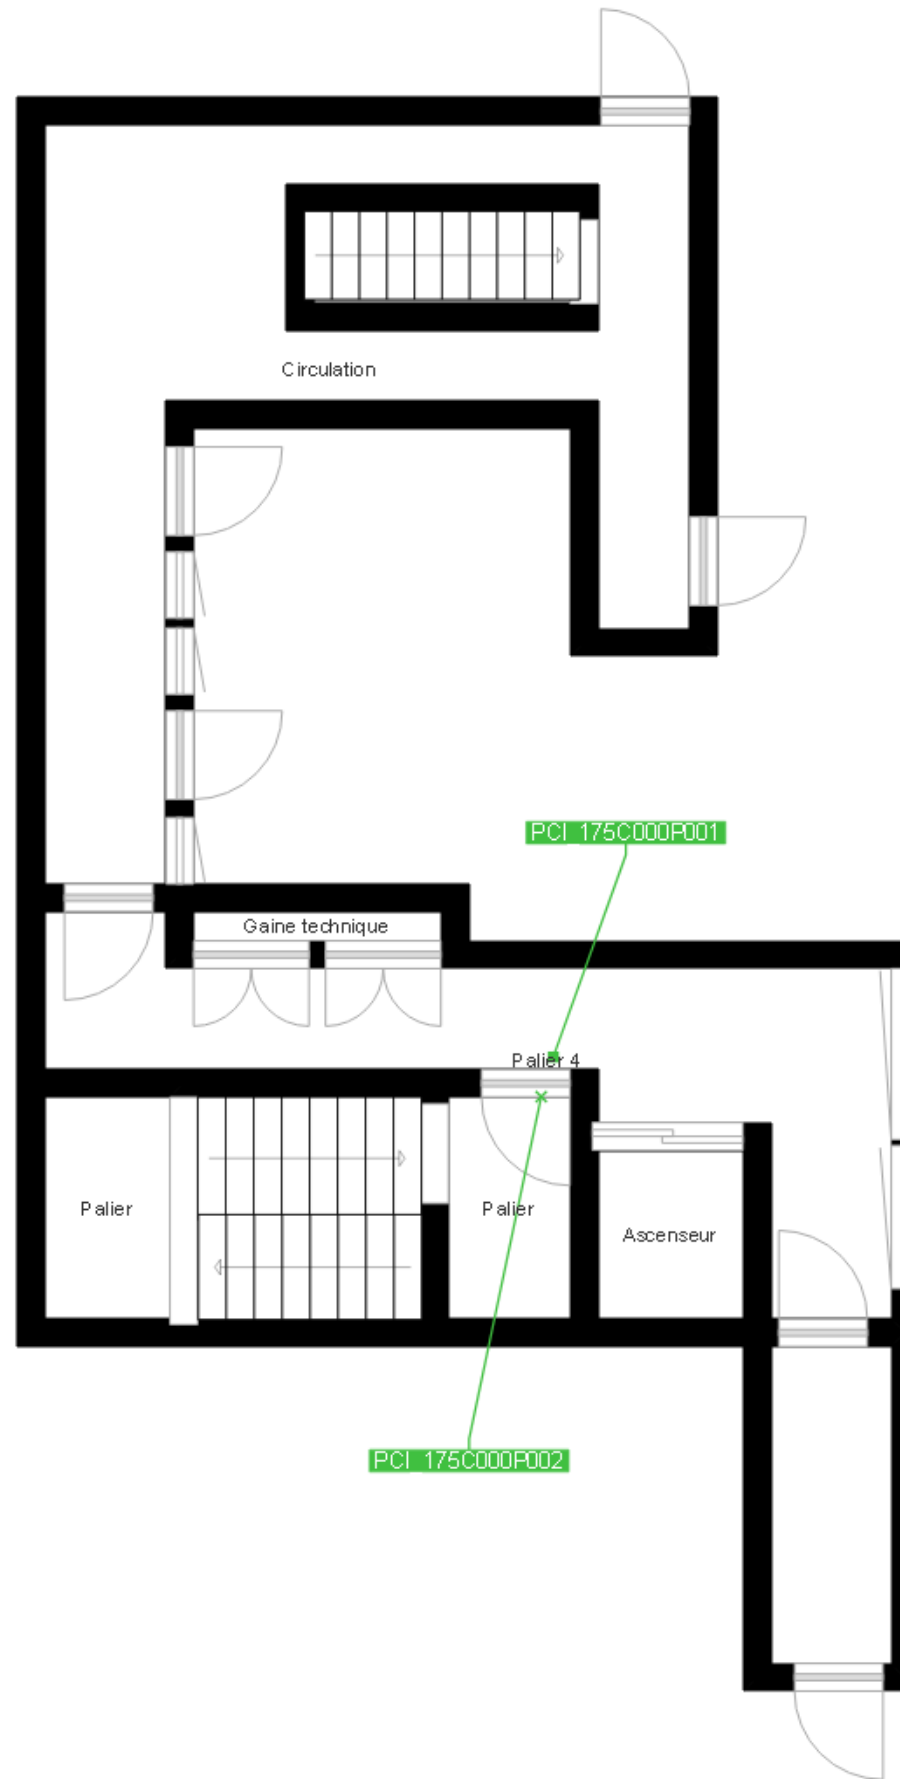 Circulation
PCI_175C000P001
Gaine technique
Palier 4
Palier
Palier
Ascenseur
PCI_175C000P002